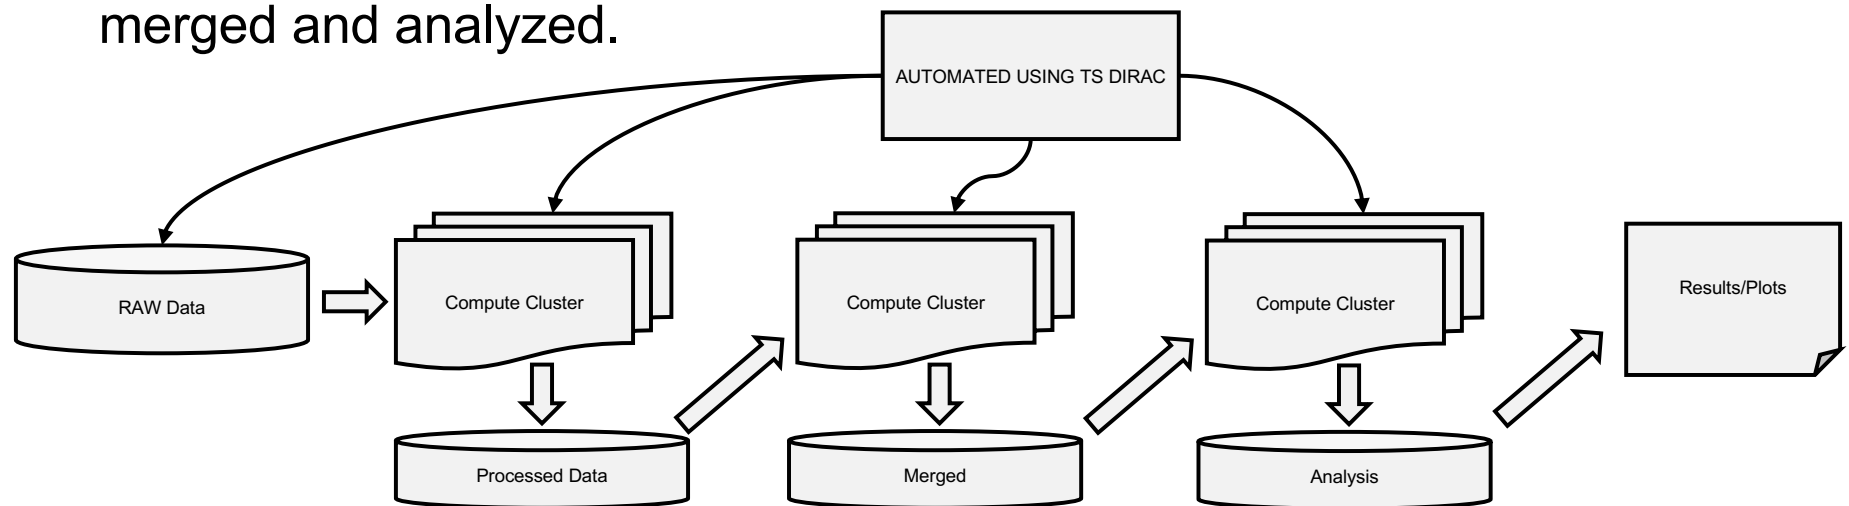 merged and analyzed.
AUTOMATED USING TS DIRAC
RAW Data
Compute Cluster
Compute Cluster
Compute Cluster
Results/Plots
Processed Data
Merged
Analysis